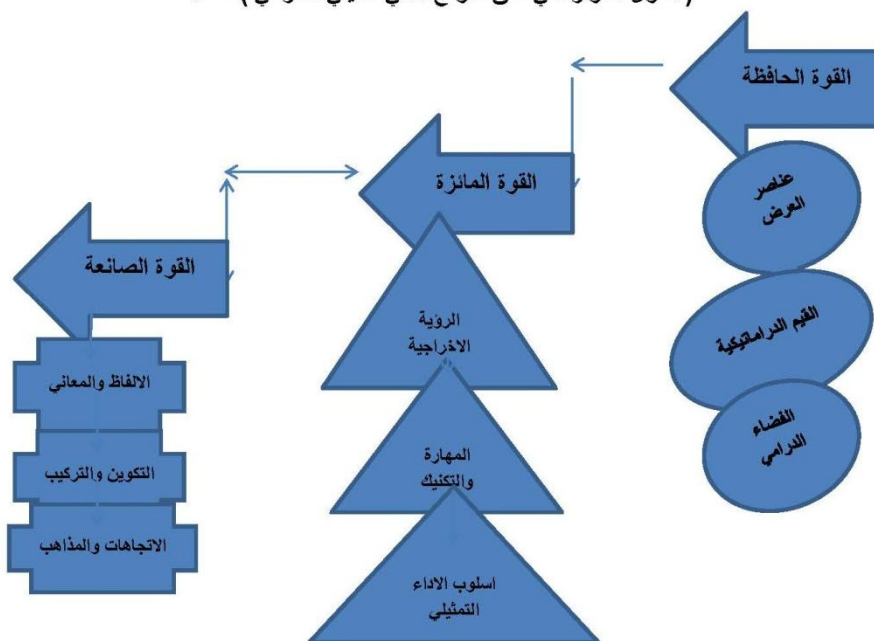 القوة الحافظة
عناصر
العرض
القيم الدراماتيكية
الفضاء
الدرامي
القوة المائزة
الرؤية
الاخراجية
المهارة
والتكنيك
اسلوب الاداء
التمثيلي
القوة الصانعة
الالفاظ والمعاني
التكوين والتركيب
الاتجاهات والمذاهب